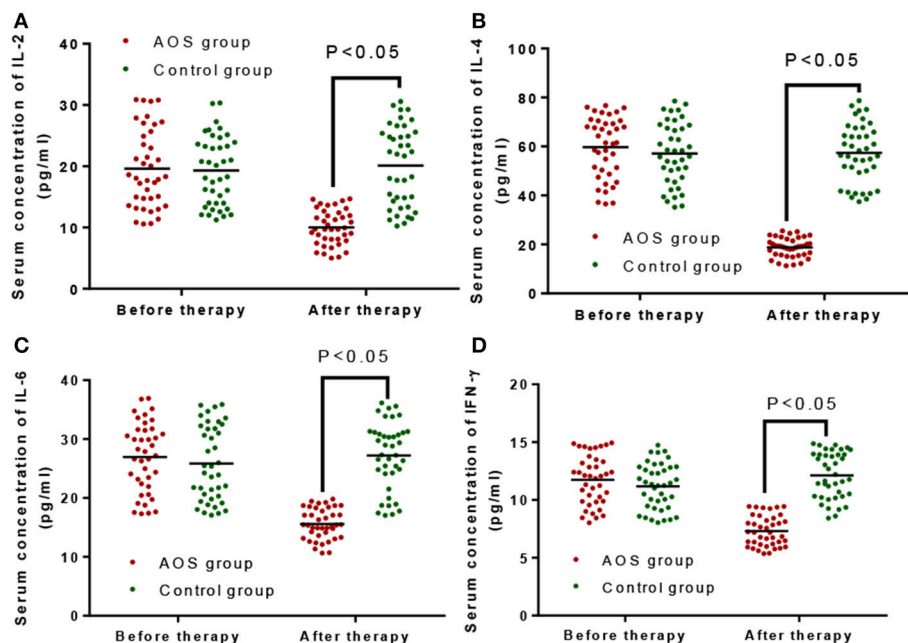 A
Serum concentration of IL-2
(pg/ml)
40
30
20
10
0
AOS group
Control group
P<0.05
Before therapy
After therapy
B
Serum concentration of IL-4
(pg/ml)
100
80
60
40
20
0
P<0.05
AOS group
Control group
Before therapy
After therapy
C
Serum concentration of IL-6
(pg/ml)
40
30
20
10
0
P<0.05
AOS group
Control group
Before therapy
After therapy
D
Serum concentration of IFN-γ
(pg/ml)
20
15
10
5
0
P<0.05
AOS group
Control group
Before therapy
After therapy